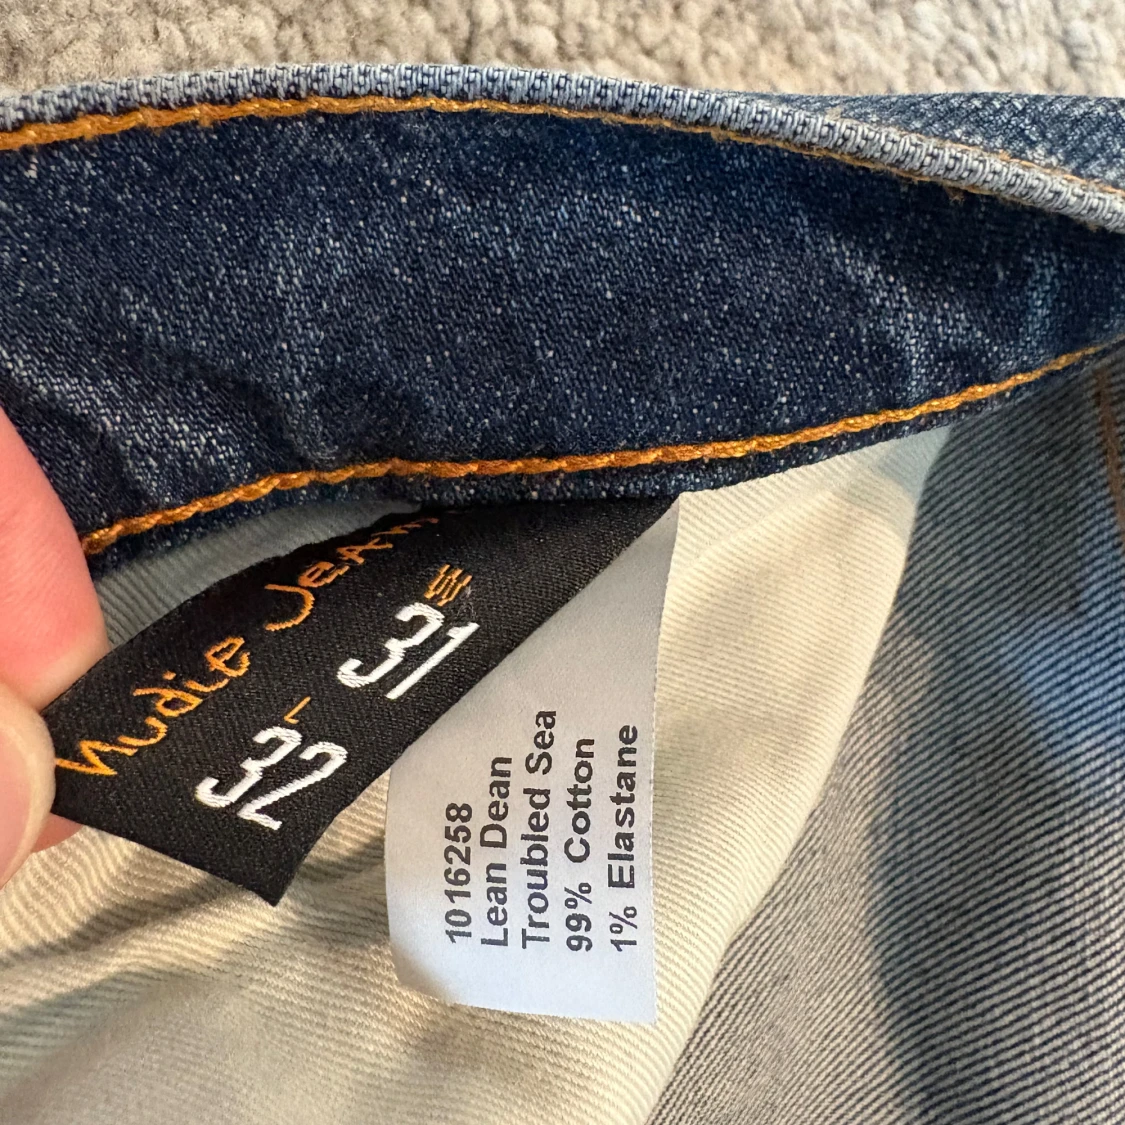 Nudie Jeans
W
31
L
32
1016258
Lean Dean
Troubled Sea
99% Cotton
1% Elastane